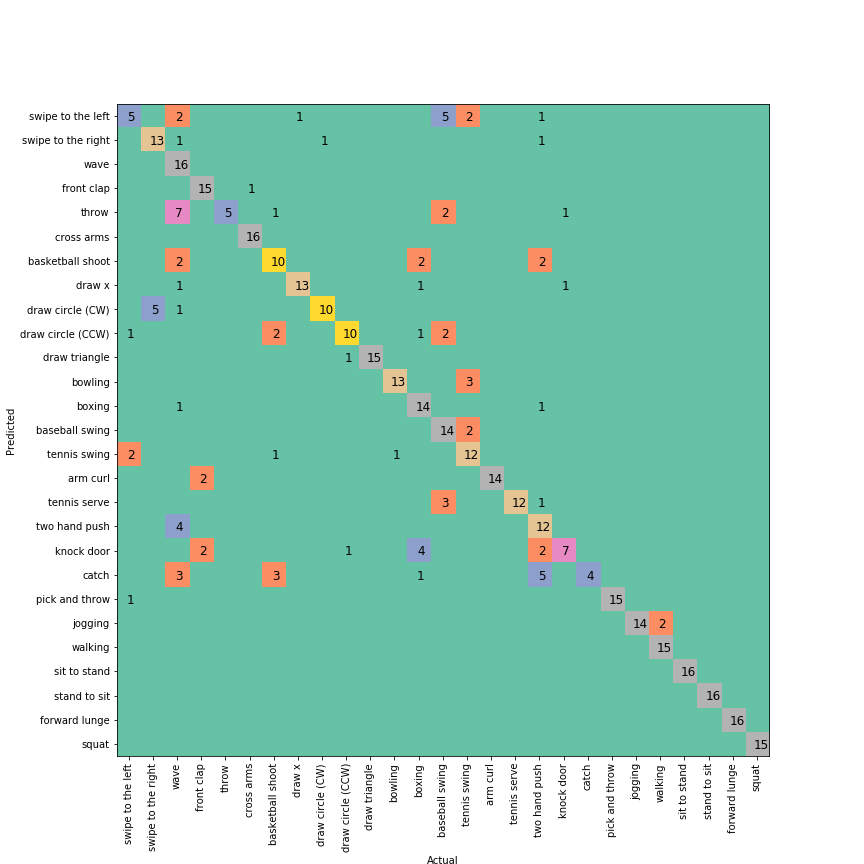 swipe to the left 5 2 1 5 2 1
swipe to the right 13 1 1 1
wave 16
front clap 15 1
throw 7 5 1 2 1
cross arms 16
basketball shoot 2 10 2 2
draw x 1 13 1 1
draw circle (CW) 5 1 10
draw circle (CCW) 1 2 10 1 2
draw triangle 1 15
bowling 13 3
boxing 1 14 1
baseball swing 14 2
tennis swing 2 1 1 12
arm curl 2 14
tennis serve 3 12 1
two hand push 4 12
knock door 2 1 4 2 7
catch 3 3 1 5 4
pick and throw 1 15
jogging 14 2
walking 15
sit to stand 16
stand to sit 16
forward lunge 16
squat 15
Predicted
swipe to the left
swipe to the right
wave
front clap
throw
cross arms
basketball shoot
draw x
draw circle (CW)
draw circle (CCW)
draw triangle
bowling
boxing
baseball swing
tennis swing
arm curl
tennis serve
two hand push
knock door
catch
pick and throw
jogging
walking
sit to stand
stand to sit
forward lunge
squat
Actual